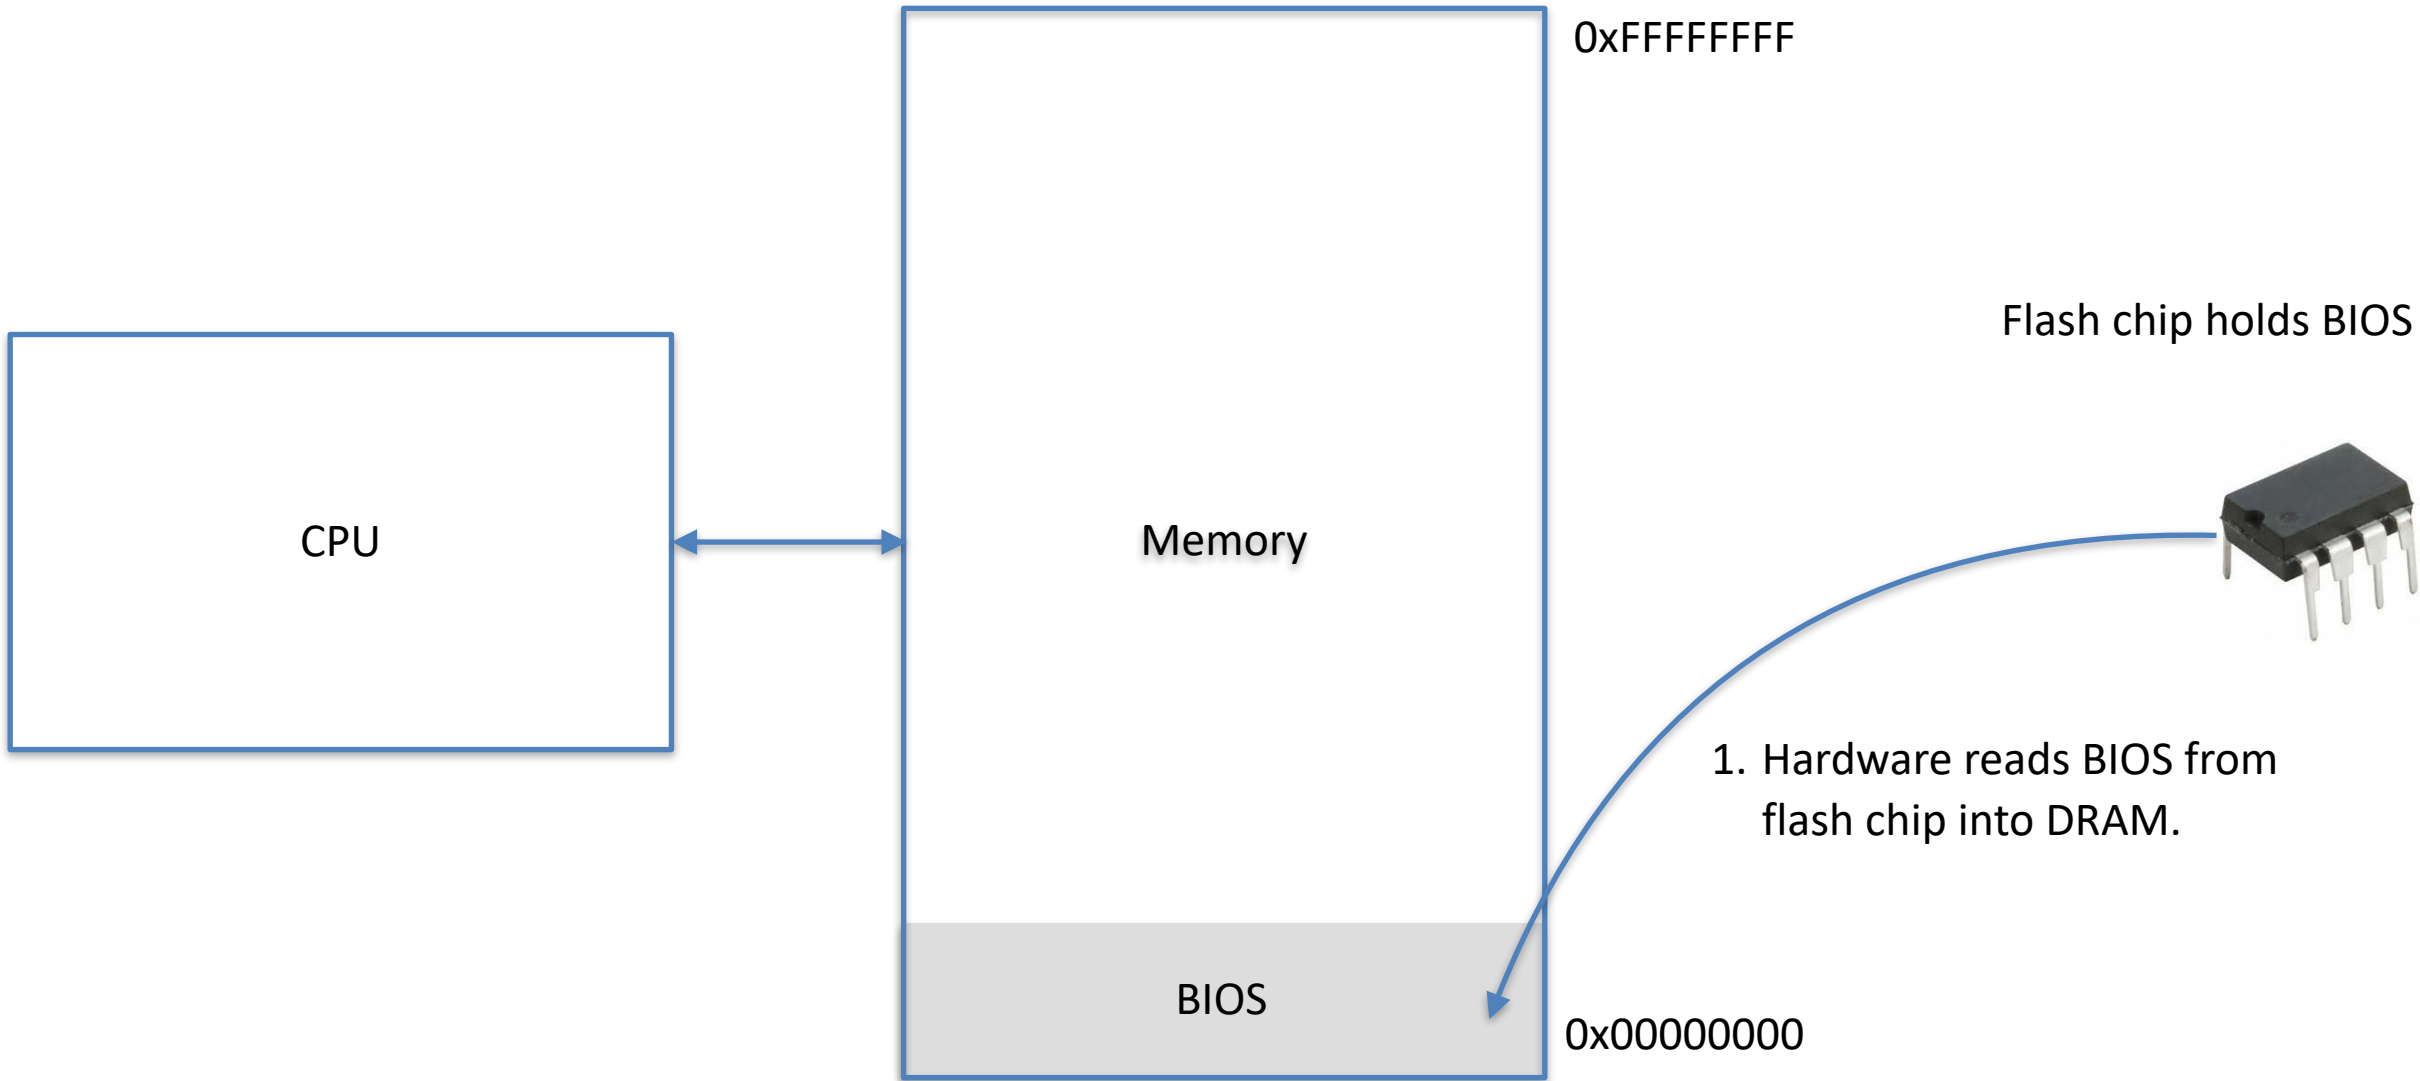 0xFFFFFFFF
Flash chip holds BIOS
CPU
Memory
1. Hardware reads BIOS from
flash chip into DRAM.
BIOS
0x00000000